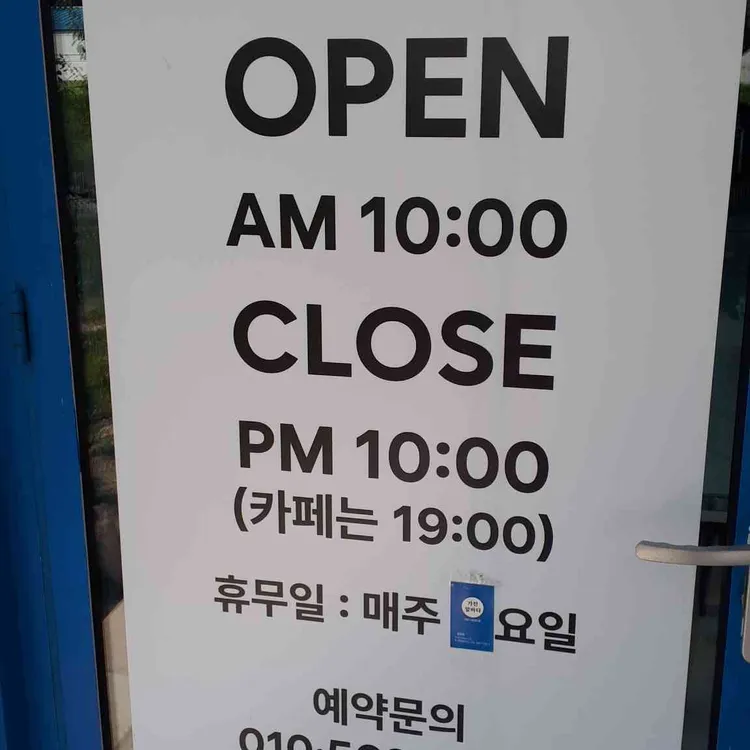 OPEN
AM 10:00
CLOSE
PM 10:00
(카페는 19:00)
휴무일 : 매주 요일
예약문의